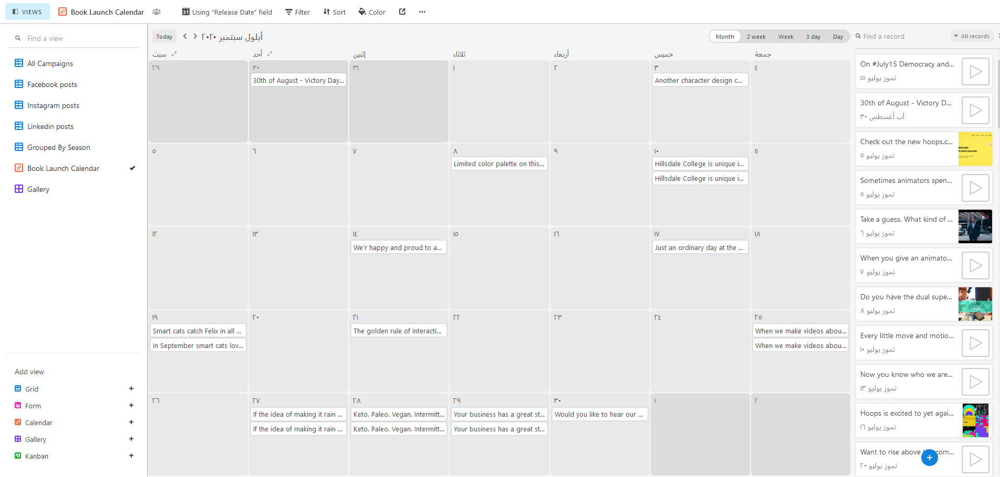 VIEWS
Book Launch Calendar
31 Using "Release Date" field
Filter
Sort
Color
Find a view
All Campaigns
Facebook posts
Instagram posts
Linkedin posts
Grouped By Season
Book Launch Calendar
Gallery
Add view
Grid
Form
Calendar
Gallery
Kanban
Today
أيلول سبتمبر ٢٠٢٠
Month 2 week Week 3 day Day
سبت أحد إثنين ثلاثاء أربعاء خميس جمعة
٢٩ ٣٠ ٣١ ١ ٢ ٣ ٤
30th of August - Victory Day...
Another character design c...
٥ ٦ ٧ ٨ ٩ ١٠ ١١
Limited color palette on this...
Hillsdale College is unique i...
Hillsdale College is unique i...
١٢ ١٣ ١٤ ١٥ ١٦ ١٧ ١٨
We'r happy and proud to a...
Just an ordinary day at the ...
١٩ ٢٠ ٢١ ٢٢ ٢٣ ٢٤ ٢٥
Smart cats catch Felix in all ...
In September smart cats lov...
The golden rule of interacti...
When we make videos abou...
When we make videos abou...
٢٦ ٢٧ ٢٨ ٢٩ ٣٠ ١ ٢
If the idea of making it rain ...
If the idea of making it rain ...
Keto. Paleo. Vegan. Intermitt...
Keto. Paleo. Vegan. Intermitt...
Your business has a great st...
Your business has a great st...
Would you like to hear our ...
Find a record
All records
On #July15 Democracy and...
تموز يوليو ١٥
30th of August - Victory D...
آب أغسطس ٣٠
Check out the new hoops.c...
تموز يوليو ٥
Sometimes animators spen...
تموز يوليو ٥
Take a guess. What kind of ...
تموز يوليو ٦
When you give an animato...
تموز يوليو ٧
Do you have the dual supe...
تموز يوليو ٨
Every little move and motio...
تموز يوليو ١٠
Now you know who we are...
تموز يوليو ١٣
Hoops is excited to yet agai...
تموز يوليو ١٦
Want to rise above com...
تموز يوليو ٢٠